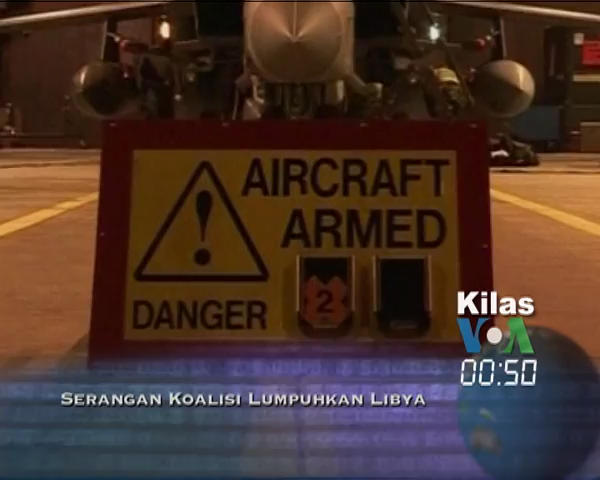 AIRCRAFT
ARMED
DANGER
2
Kilas
VOA
00:50
SERANGAN KOALISI LUMPUHKAN LIBYA